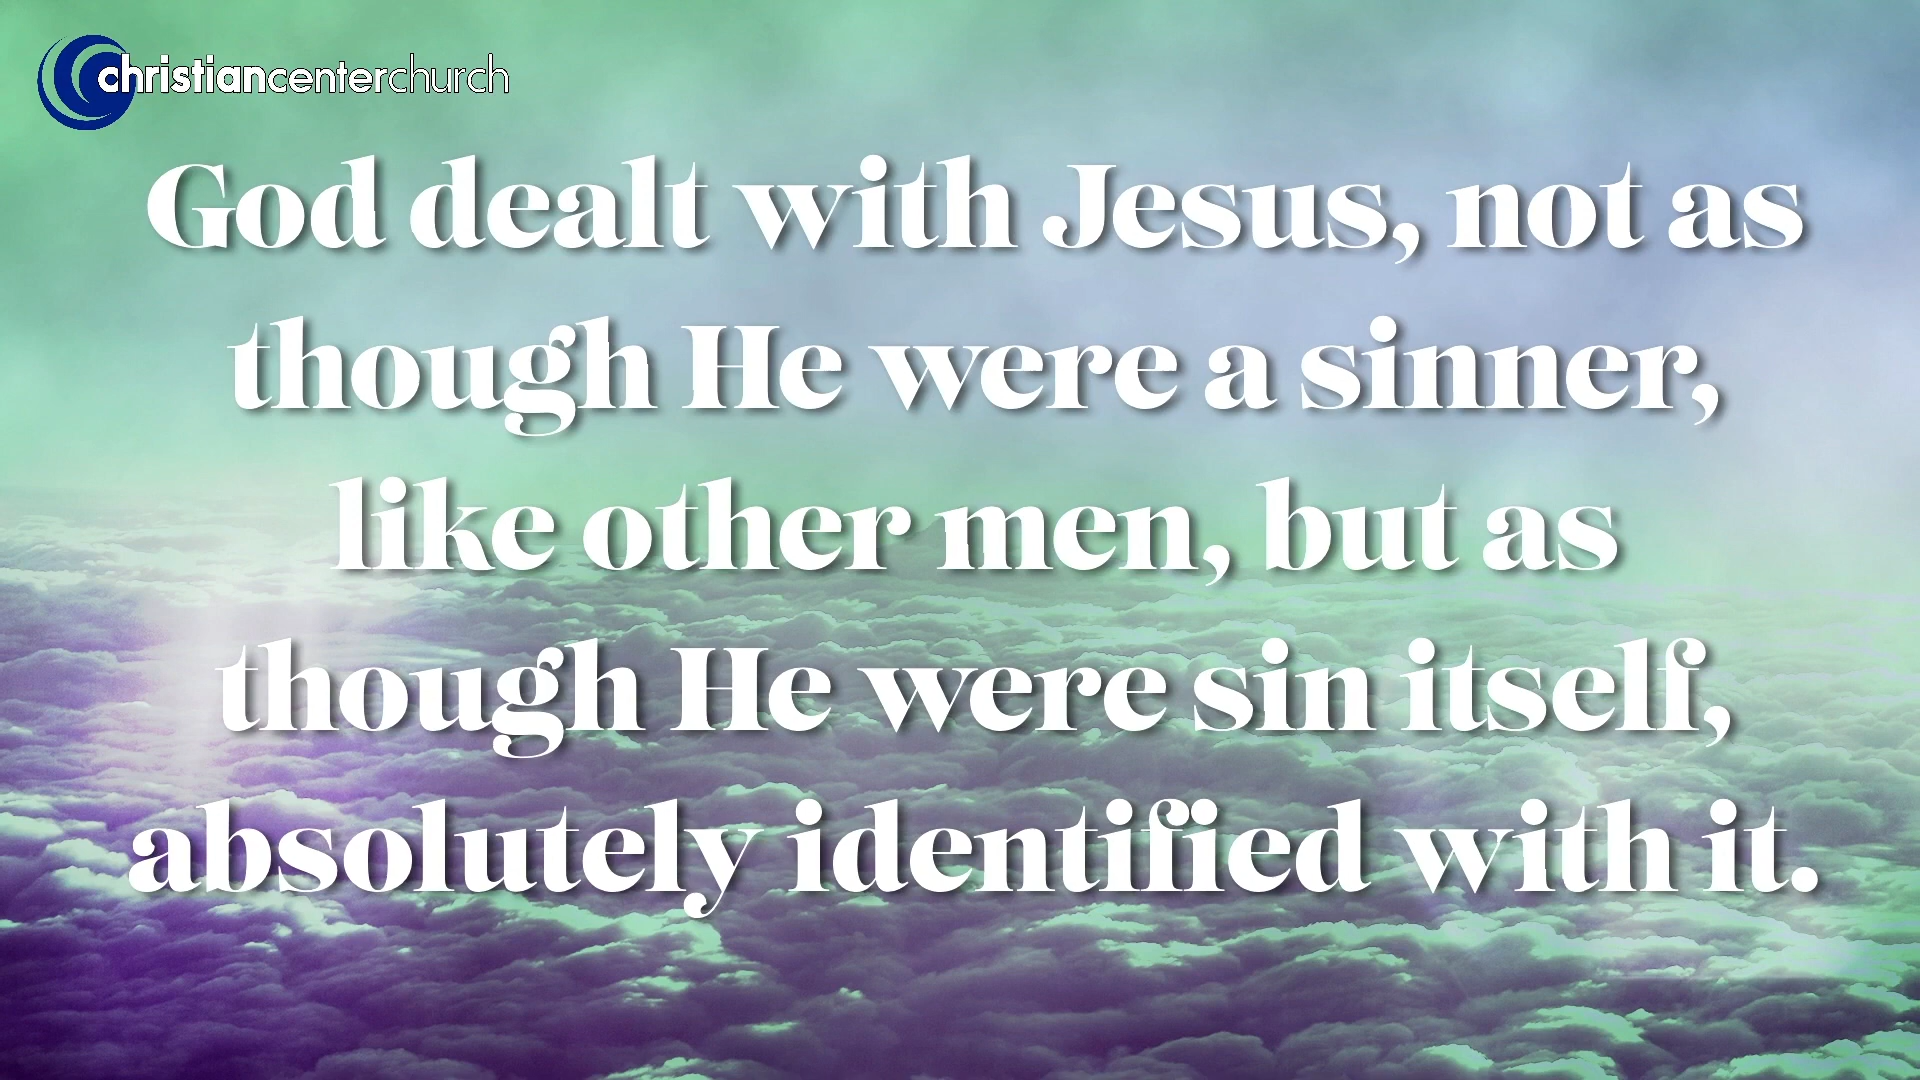 christiancenterchurch
God dealt with Jesus, not as
though He were a sinner,
like other men, but as
though He were sin itself,
absolutely identified with it.